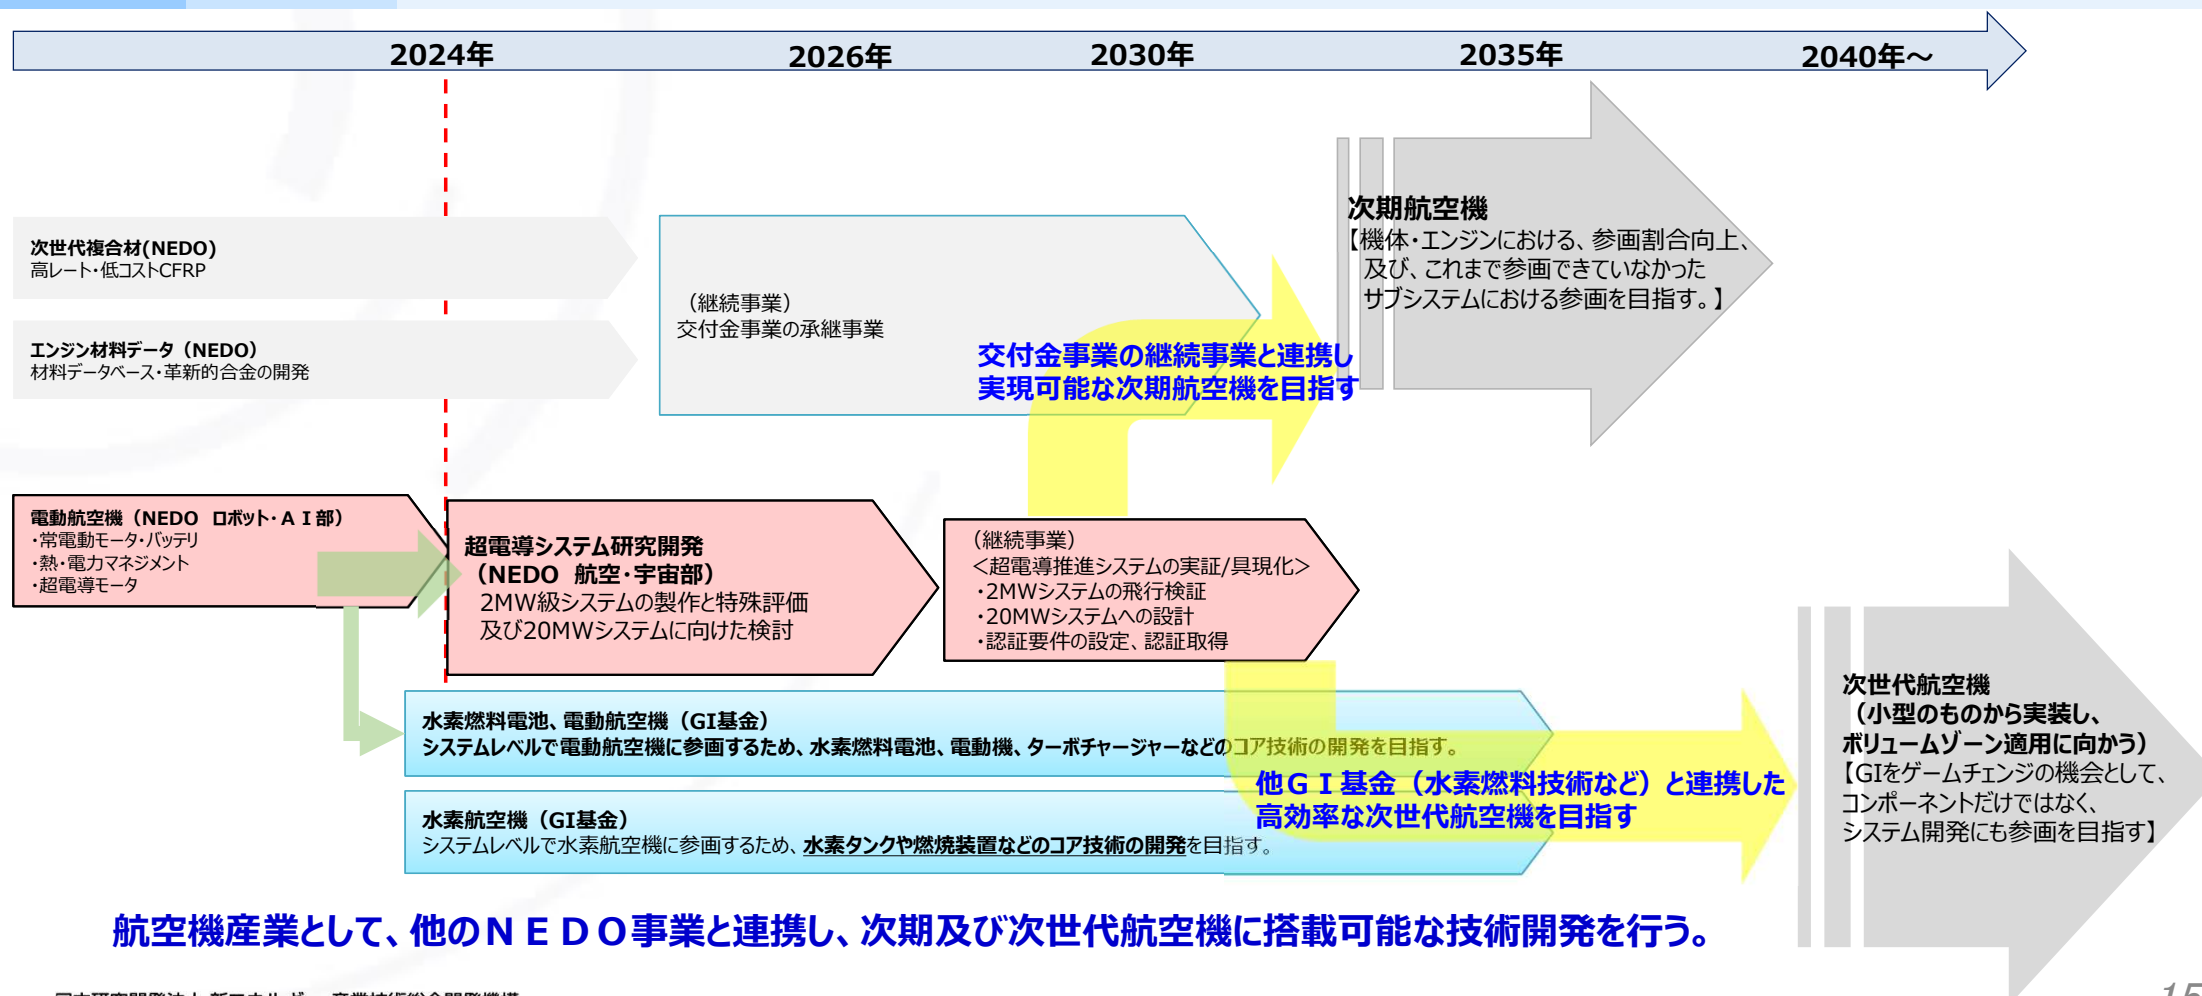 2024年
2026年
2030年
2035年
2040年～
次世代複合材(NEDO)
高レート・低コストCFRP
エンジン材料データ（NEDO）
材料データベース・革新的合金の開発
（継続事業）
交付金事業の承継事業
交付金事業の継続事業と連携し
実現可能な次期航空機を目指す
次期航空機
【機体・エンジンにおける、参画割合向上、
及び、これまで参画できていなかった
サブシステムにおける参画を目指す。】
電動航空機（NEDO ロボット・ＡＩ部）
・常電動モータ・バッテリ
・熱・電力マネジメント
・超電導モータ
超電導システム研究開発
（NEDO 航空・宇宙部）
2MW級システムの製作と特殊評価
及び20MWシステムに向けた検討
（継続事業）
＜超電導推進システムの実証/具現化＞
・2MWシステムの飛行検証
・20MWシステムへの設計
・認証要件の設定、認証取得
水素燃料電池、電動航空機（GI基金）
システムレベルで電動航空機に参画するため、水素燃料電池、電動機、ターボチャージャーなどのコア技術の開発を目指す。
水素航空機（GI基金）
システムレベルで水素航空機に参画するため、水素タンクや燃焼装置などのコア技術の開発を目指す。
他ＧＩ基金（水素燃料技術など）と連携した
高効率な次世代航空機を目指す
次世代航空機
（小型のものから実装し、
ボリュームゾーン適用に向かう）
【GIをゲームチェンジの機会として、
コンポーネントだけではなく、
システム開発にも参画を目指す】
航空機産業として、他のＮＥＤＯ事業と連携し、次期及び次世代航空機に搭載可能な技術開発を行う。